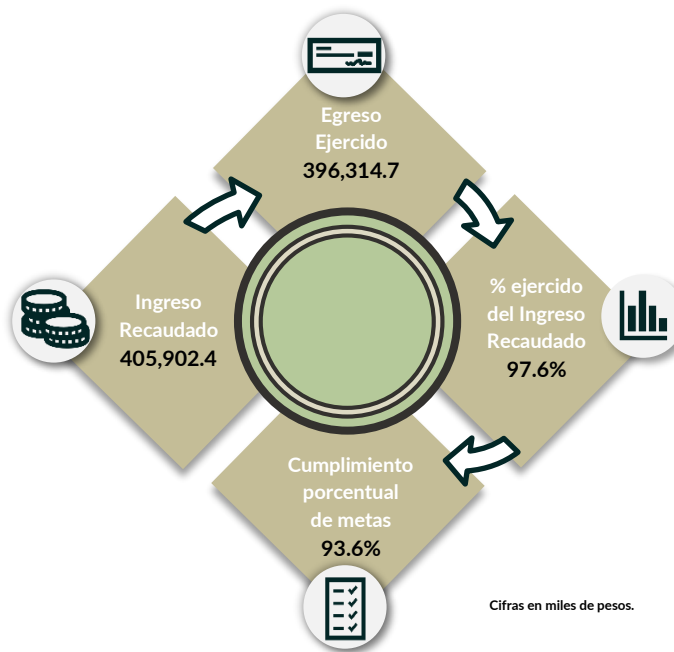 Egreso
Ejercido
396,314.7
Ingreso
Recaudado
405,902.4
% ejercido
del Ingreso
Recaudado
97.6%
Cumplimiento
porcentual
de metas
93.6%
Cifras en miles de pesos.